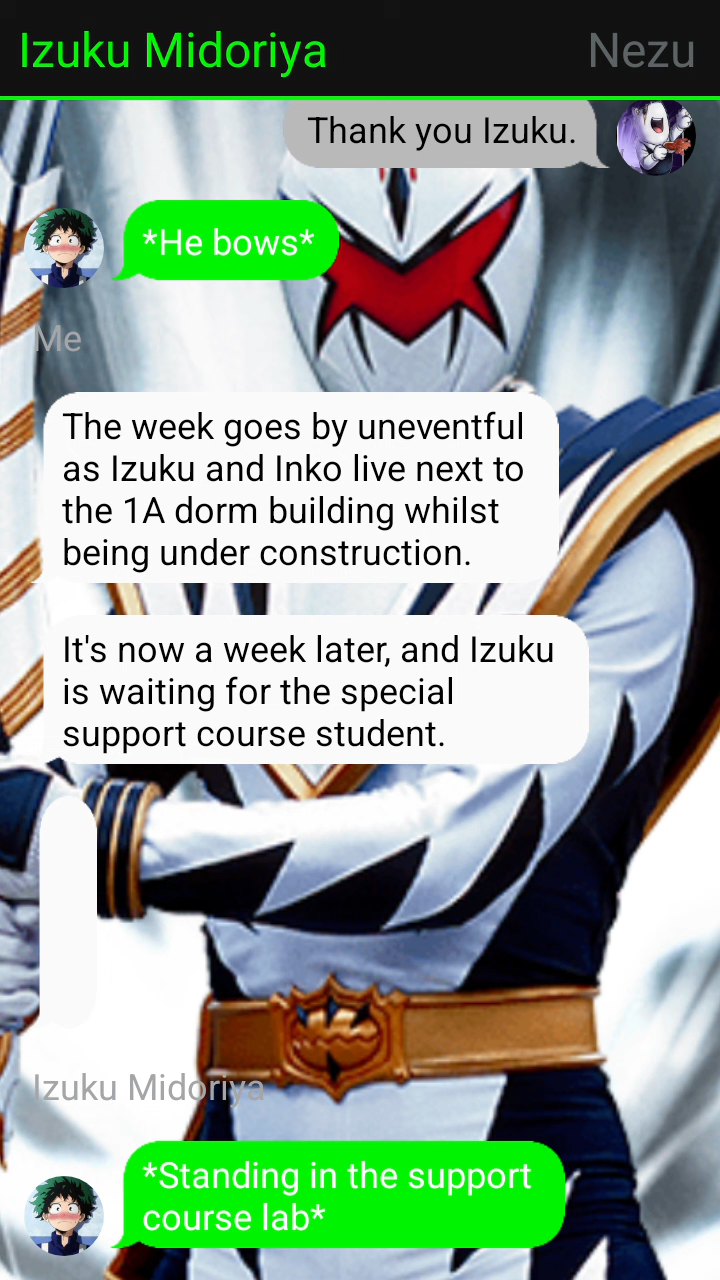 Izuku Midoriya
Nezu
Thank you Izuku.
*He bows*
Me
The week goes by uneventful
as Izuku and Inko live next to
the 1A dorm building whilst
being under construction.
It's now a week later, and Izuku
is waiting for the special
support course student.
Izuku Midoriya
*Standing in the support
course lab*